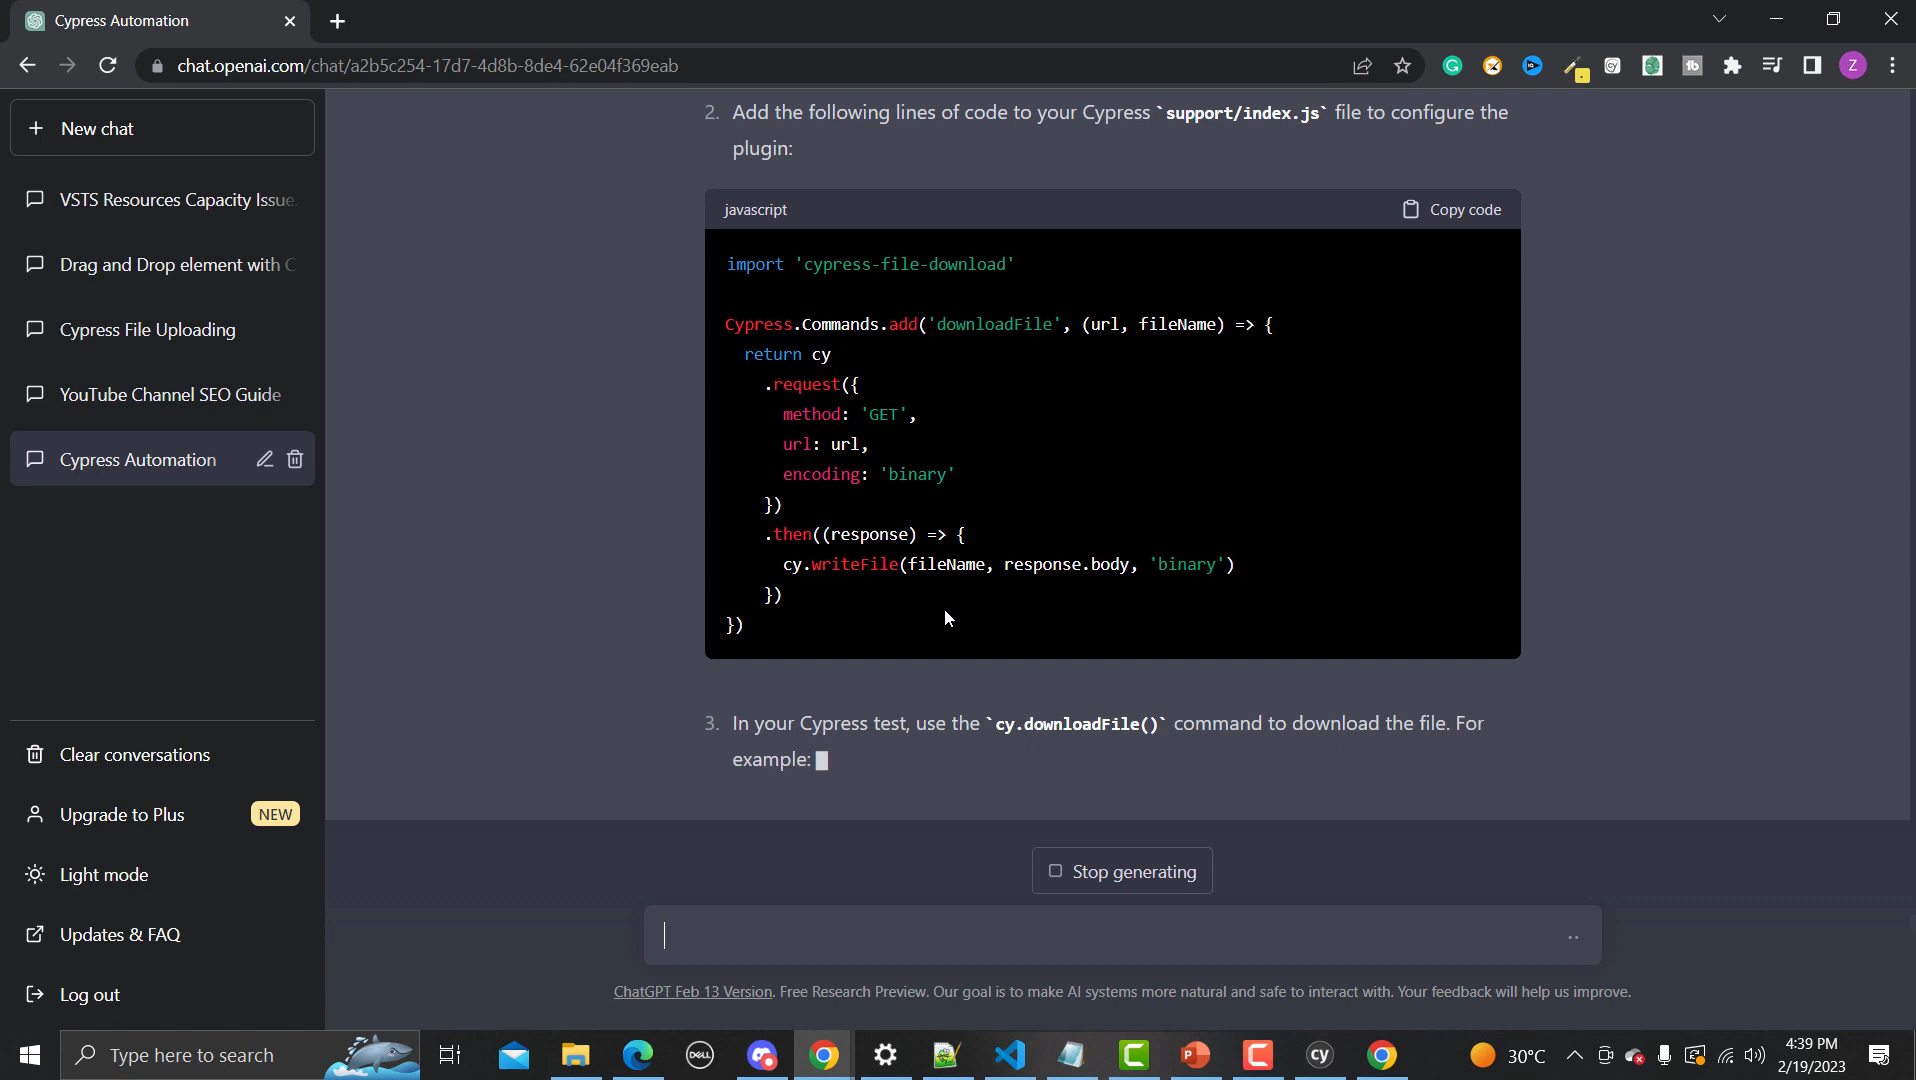 Cypress Automation
chat.openai.com/chat/a2b5c254-17d7-4d8b-8de4-62e04f369eab
Z
New chat
VSTS Resources Capacity Issue.
Drag and Drop element with C
Cypress File Uploading
YouTube Channel SEO Guide
Cypress Automation
Clear conversations
Upgrade to Plus NEW
Light mode
Updates & FAQ
Log out
2. Add the following lines of code to your Cypress `support/index.js` file to configure the
plugin:
javascript Copy code
import 'cypress-file-download'
Cypress.Commands.add('downloadFile', (url, fileName) => {
return cy
.request({
method: 'GET',
url: url,
encoding: 'binary'
})
.then((response) => {
cy.writeFile(fileName, response.body, 'binary')
})
})
3. In your Cypress test, use the `cy.downloadFile()` command to download the file. For
example:
Stop generating
ChatGPT Feb 13 Version. Free Research Preview. Our goal is to make AI systems more natural and safe to interact with. Your feedback will help us improve.
Type here to search
DELL
cy
30°C
4:39 PM
2/19/2023